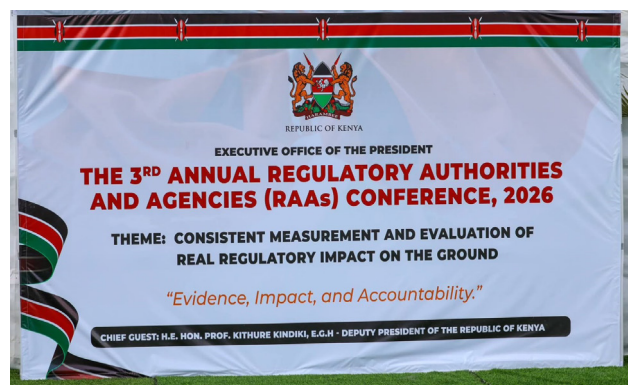 HARAMBEE
REPUBLIC OF KENYA
EXECUTIVE OFFICE OF THE PRESIDENT
THE 3RD ANNUAL REGULATORY AUTHORITIES
AND AGENCIES (RAAs) CONFERENCE, 2026
THEME: CONSISTENT MEASUREMENT AND EVALUATION OF
REAL REGULATORY IMPACT ON THE GROUND
“Evidence, Impact, and Accountability.”
CHIEF GUEST: H.E. HON. PROF. KITHURE KINDIKI, E.G.H - DEPUTY PRESIDENT OF THE REPUBLIC OF KENYA